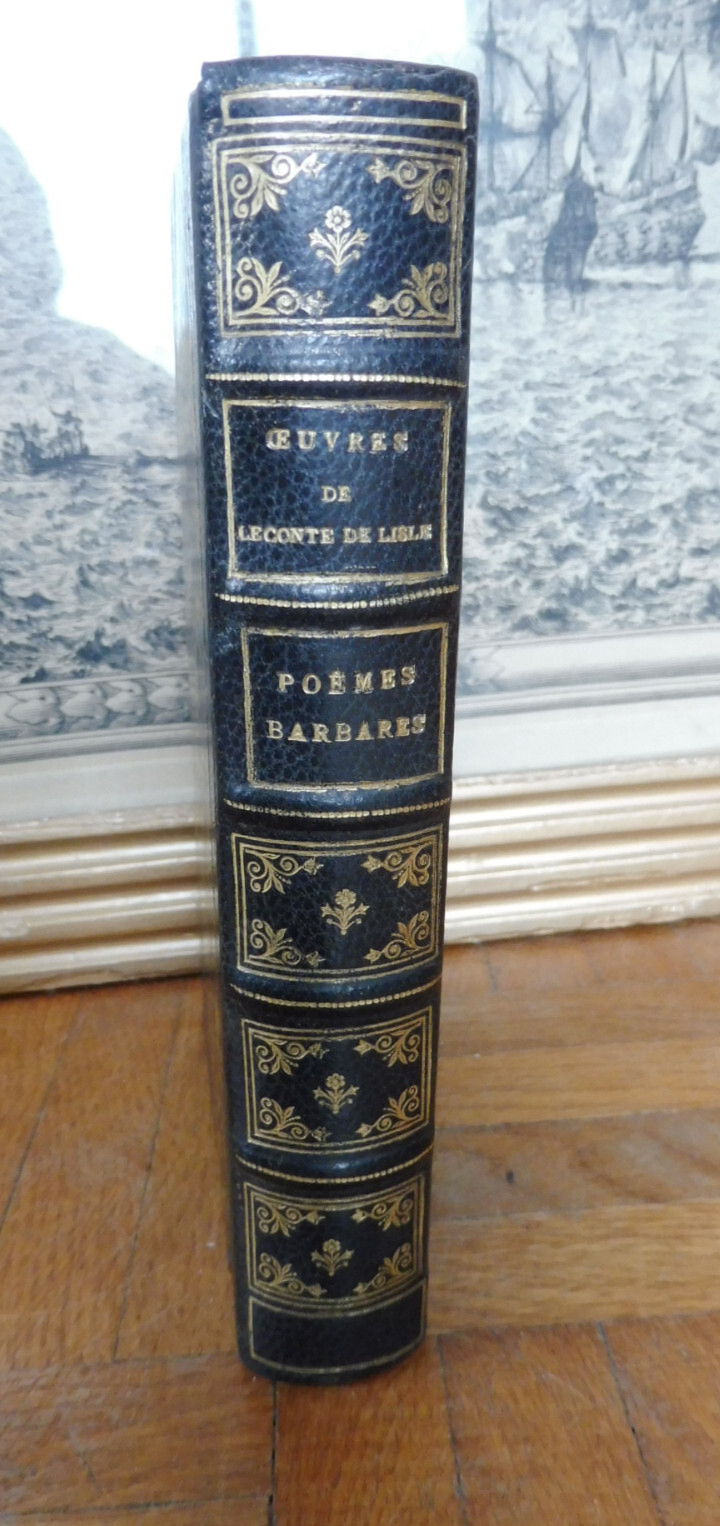 ŒUVRES
DE
LECONTE DE LISLE
POÈMES
BARBARES